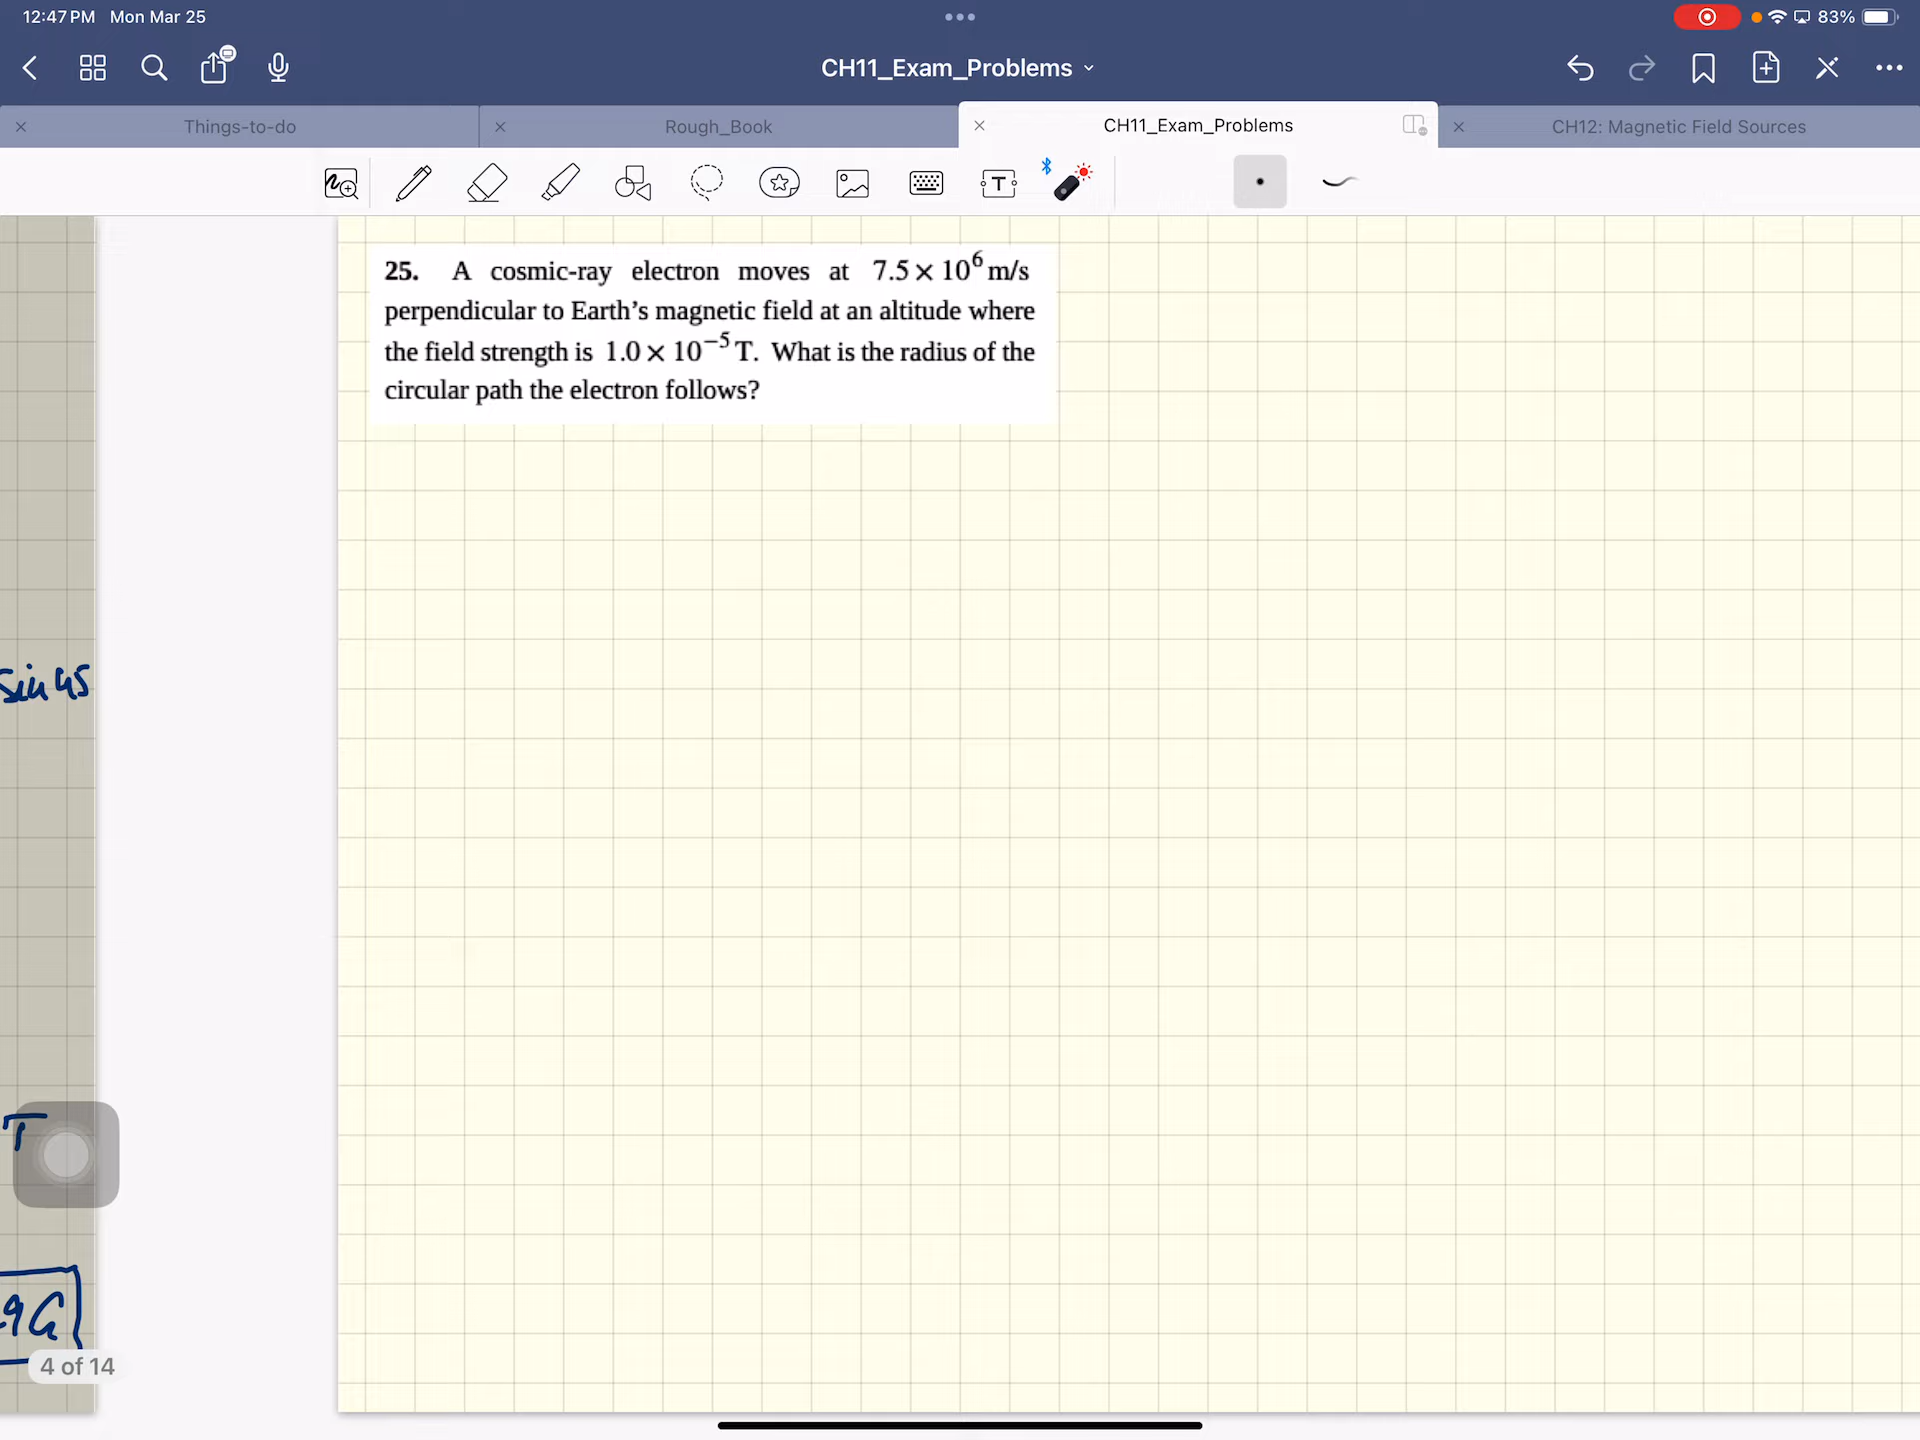 12:47 PM Mon Mar 25
83%
CH11_Exam_Problems
Things-to-do
Rough_Book
CH11_Exam_Problems
CH12: Magnetic Field Sources
T
25. A cosmic-ray electron moves at 7.5 × 10⁶ m/s
perpendicular to Earth's magnetic field at an altitude where
the field strength is 1.0 × 10⁻⁵ T. What is the radius of the
circular path the electron follows?
sin 45
T
9G
4 of 14